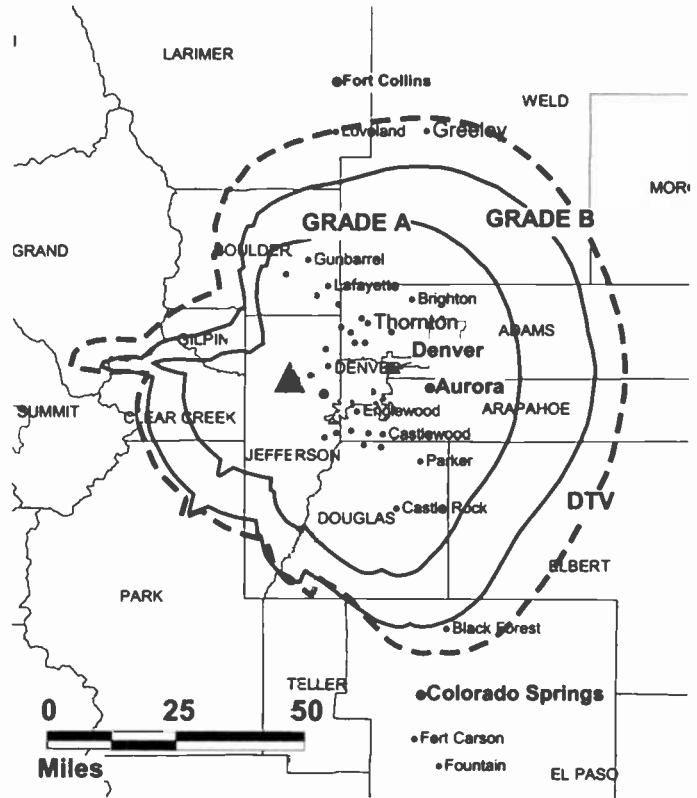 LARIMER
Fort Collins
WELD
Loveland
Greeley
MOR
GRADE A
GRADE B
GRAND
BOULDER
Gunbarrel
Lafayette
Brighton
Thornton
GILPIN
ADAMS
Denver
DENVER
Aurora
SUMMIT
CLEAR CREEK
Englewood
ARAPAHOE
Castlewood
JEFFERSON
Parker
DTV
Castle Rock
DOUGLAS
ELBERT
PARK
Black Forest
TELLER
Colorado Springs
0 25 50
Fort Carson
Miles
Fountain
EL PASO